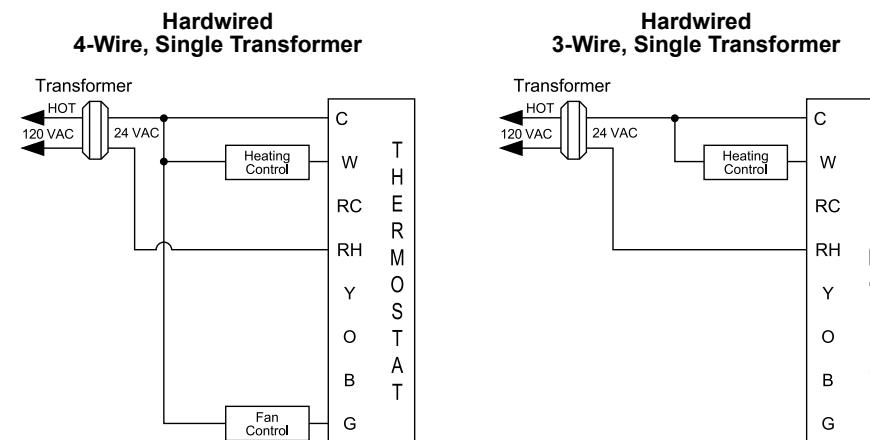 Hardwired
4-Wire, Single Transformer
Transformer
HOT
120 VAC
24 VAC
Heating
Control
Fan
Control
C
W
RC
RH
Y
O
B
G
THERMOSTAT
Hardwired
3-Wire, Single Transformer
Transformer
HOT
120 VAC
24 VAC
Heating
Control
C
W
RC
RH
Y
O
B
G